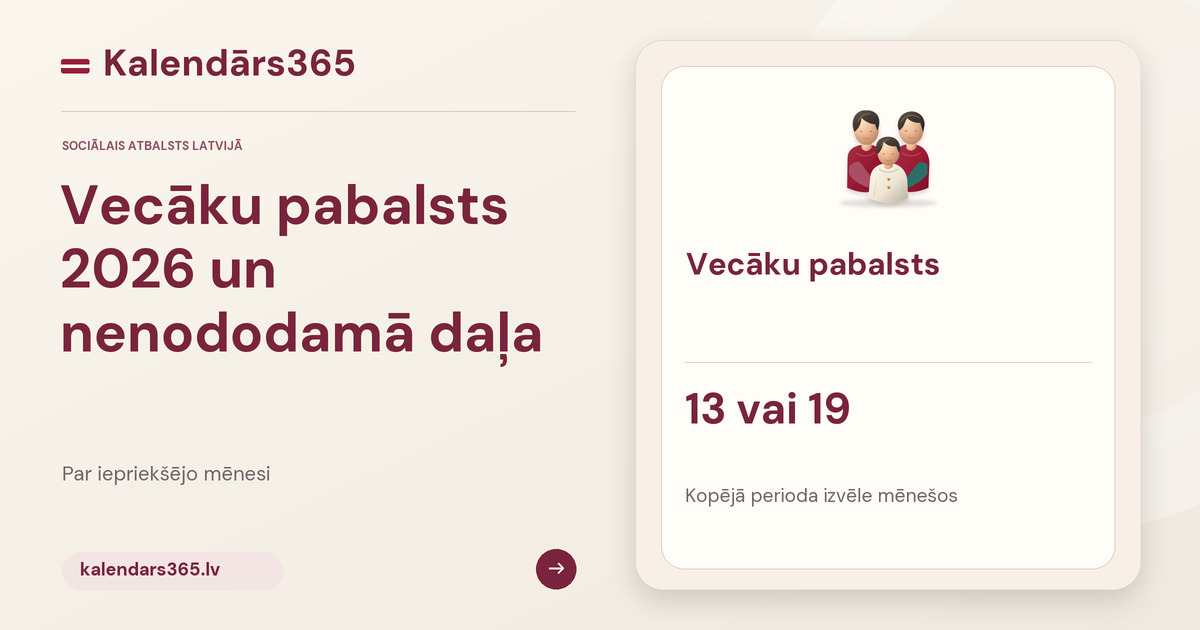 Kalendārs365
SOCIĀLAIS ATBALSTS LATVIJĀ
Vecāku pabalsts
2026 un
nenododamā daļa
Par iepriekšējo mēnesi
kalendars365.lv
Vecāku pabalsts
13 vai 19
Kopējā perioda izvēle mēnešos